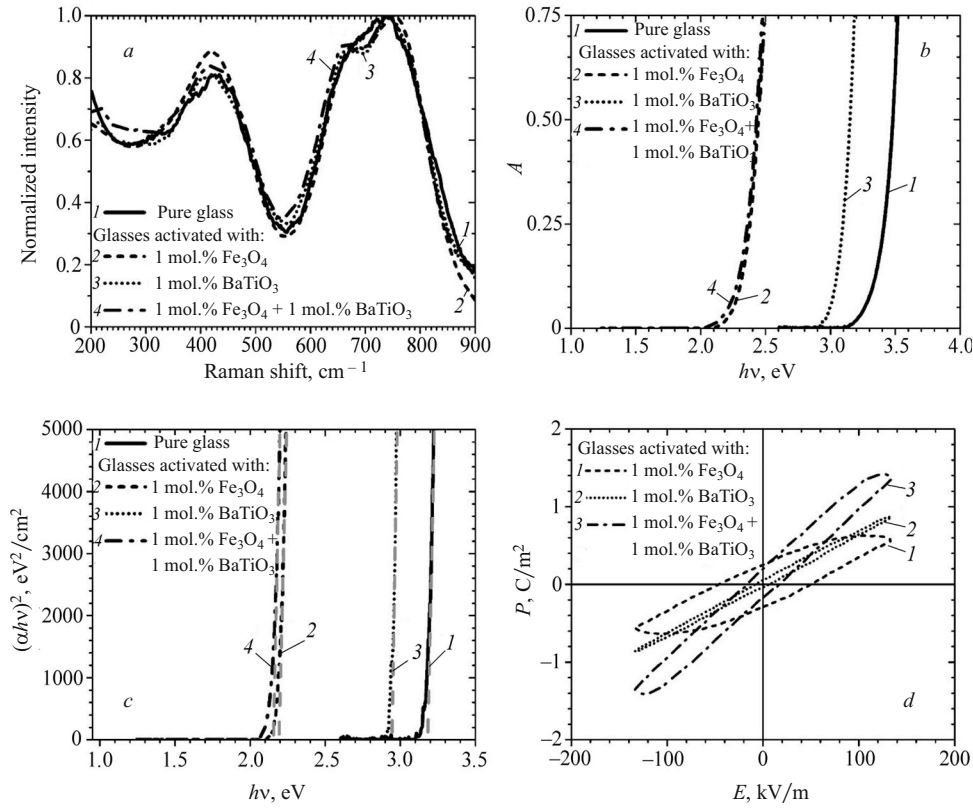 a
1 Pure glass
Glasses activated with:
2 1 mol.% Fe₃O₄
3 1 mol.% BaTiO₃
4 1 mol.% Fe₃O₄ + 1 mol.% BaTiO₃
4
3
1
2
Normalized intensity
1.0
0.8
0.6
0.4
0.2
0
200 300 400 500 600 700 800 900
Raman shift, cm⁻¹
b
1 Pure glass
Glasses activated with:
2 1 mol.% Fe₃O₄
3 1 mol.% BaTiO₃
4 1 mol.% Fe₃O₄+
1 mol.% BaTiO₃
3
1
4
2
A
0.75
0.50
0.25
0
1.0 1.5 2.0 2.5 3.0 3.5 4.0
hν, eV
c
1 Pure glass
Glasses activated with:
2 1 mol.% Fe₃O₄
3 1 mol.% BaTiO₃
4 1 mol.% Fe₃O₄ +
1 mol.% BaTiO₃
4
2
3
1
(αhν)², eV²/cm²
5000
4000
3000
2000
1000
0
1.0 1.5 2.0 2.5 3.0 3.5
hν, eV
d
Glasses activated with:
1 1 mol.% Fe₃O₄
2 1 mol.% BaTiO₃
3 1 mol.% Fe₃O₄ +
1 mol.% BaTiO₃
3
2
1
P, C/m²
2
1
0
−1
−2
−200 −100 0 100 200
E, kV/m